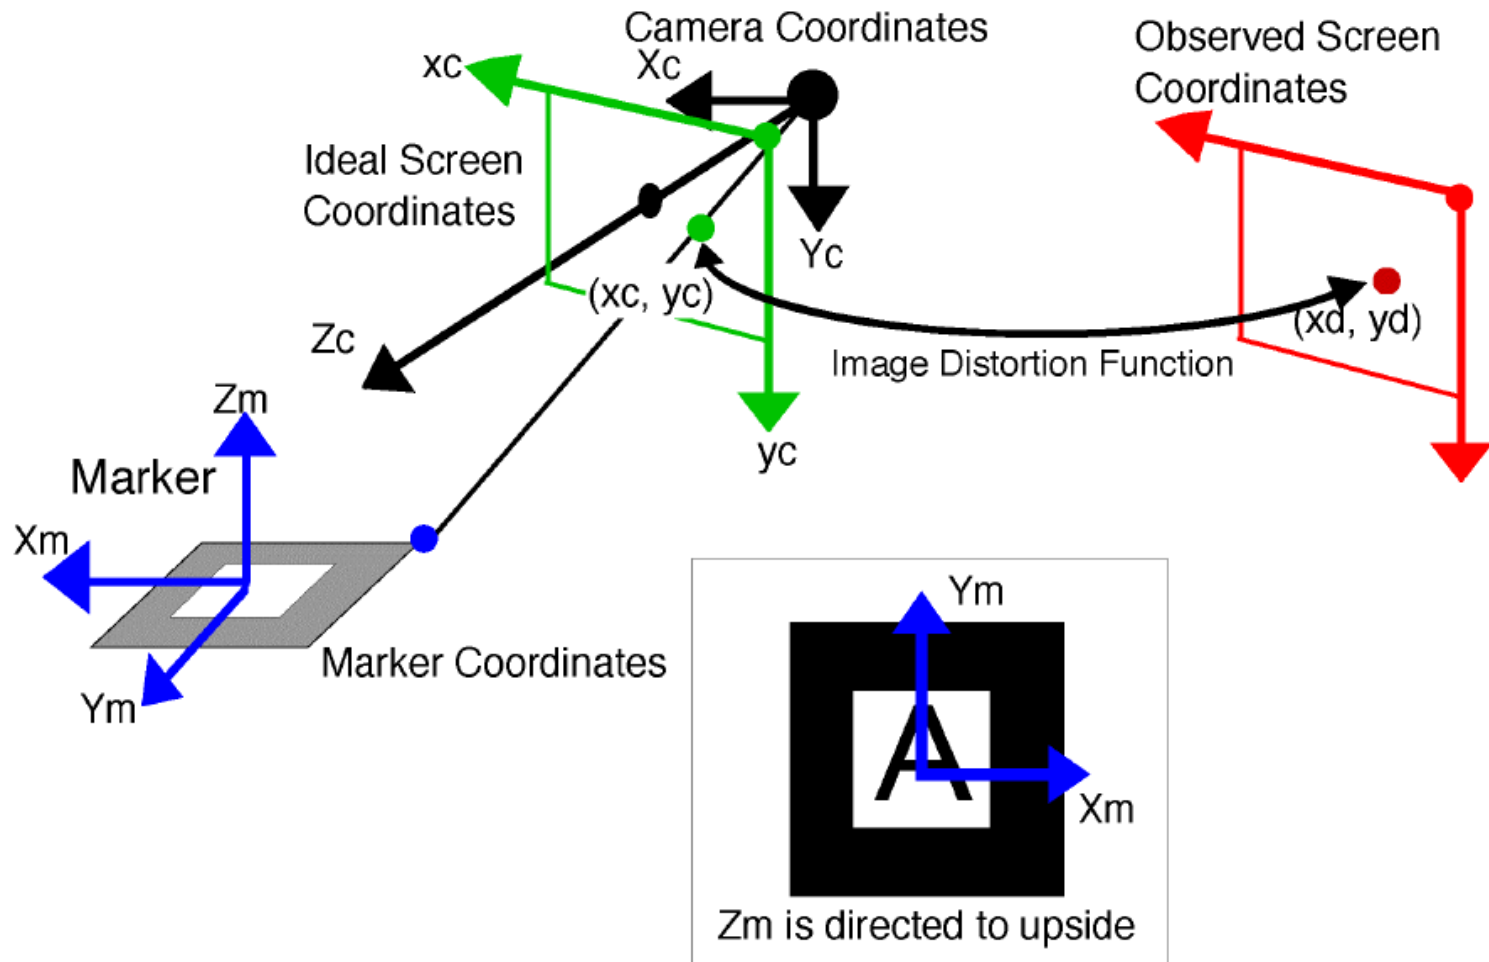 Camera Coordinates
Observed Screen
Coordinates
xc
Xc
Ideal Screen
Coordinates
Yc
(xc, yc)
(xd, yd)
Zc
Image Distortion Function
Zm
yc
Marker
Xm
Marker Coordinates
Ym
Ym
A
Xm
Zm is directed to upside